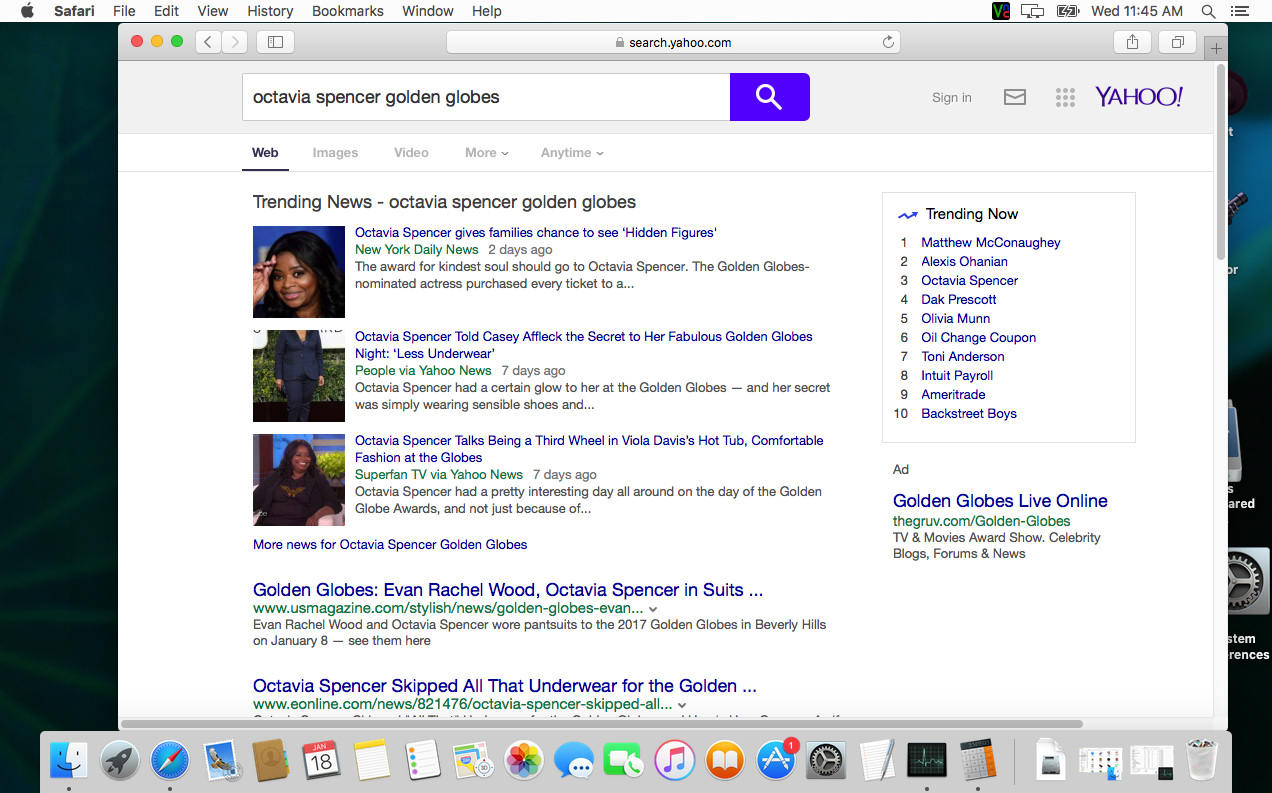 Safari File Edit View History Bookmarks Window Help Wed 11:45 AM
search.yahoo.com
octavia spencer golden globes
Sign in
YAHOO!
Web Images Video More Anytime
Trending News - octavia spencer golden globes
Octavia Spencer gives families chance to see ‘Hidden Figures’
New York Daily News 2 days ago
The award for kindest soul should go to Octavia Spencer. The Golden Globes-
nominated actress purchased every ticket to a...
Octavia Spencer Told Casey Affleck the Secret to Her Fabulous Golden Globes
Night: ‘Less Underwear’
People via Yahoo News 7 days ago
Octavia Spencer had a certain glow to her at the Golden Globes — and her secret
was simply wearing sensible shoes and...
Octavia Spencer Talks Being a Third Wheel in Viola Davis’s Hot Tub, Comfortable
Fashion at the Globes
Superfan TV via Yahoo News 7 days ago
Octavia Spencer had a pretty interesting day all around on the day of the Golden
Globe Awards, and not just because of...
More news for Octavia Spencer Golden Globes
Golden Globes: Evan Rachel Wood, Octavia Spencer in Suits ...
www.usmagazine.com/stylish/news/golden-globes-evan...
Evan Rachel Wood and Octavia Spencer wore pantsuits to the 2017 Golden Globes in Beverly Hills
on January 8 — see them here
Octavia Spencer Skipped All That Underwear for the Golden ...
www.eonline.com/news/821476/octavia-spencer-skipped-all...
Trending Now
1 Matthew McConaughey
2 Alexis Ohanian
3 Octavia Spencer
4 Dak Prescott
5 Olivia Munn
6 Oil Change Coupon
7 Toni Anderson
8 Intuit Payroll
9 Ameritrade
10 Backstreet Boys
Ad
Golden Globes Live Online
thegruv.com/Golden-Globes
TV & Movies Award Show. Celebrity
Blogs, Forums & News
t
or
s
ared
stem
rences
JAN
18
1